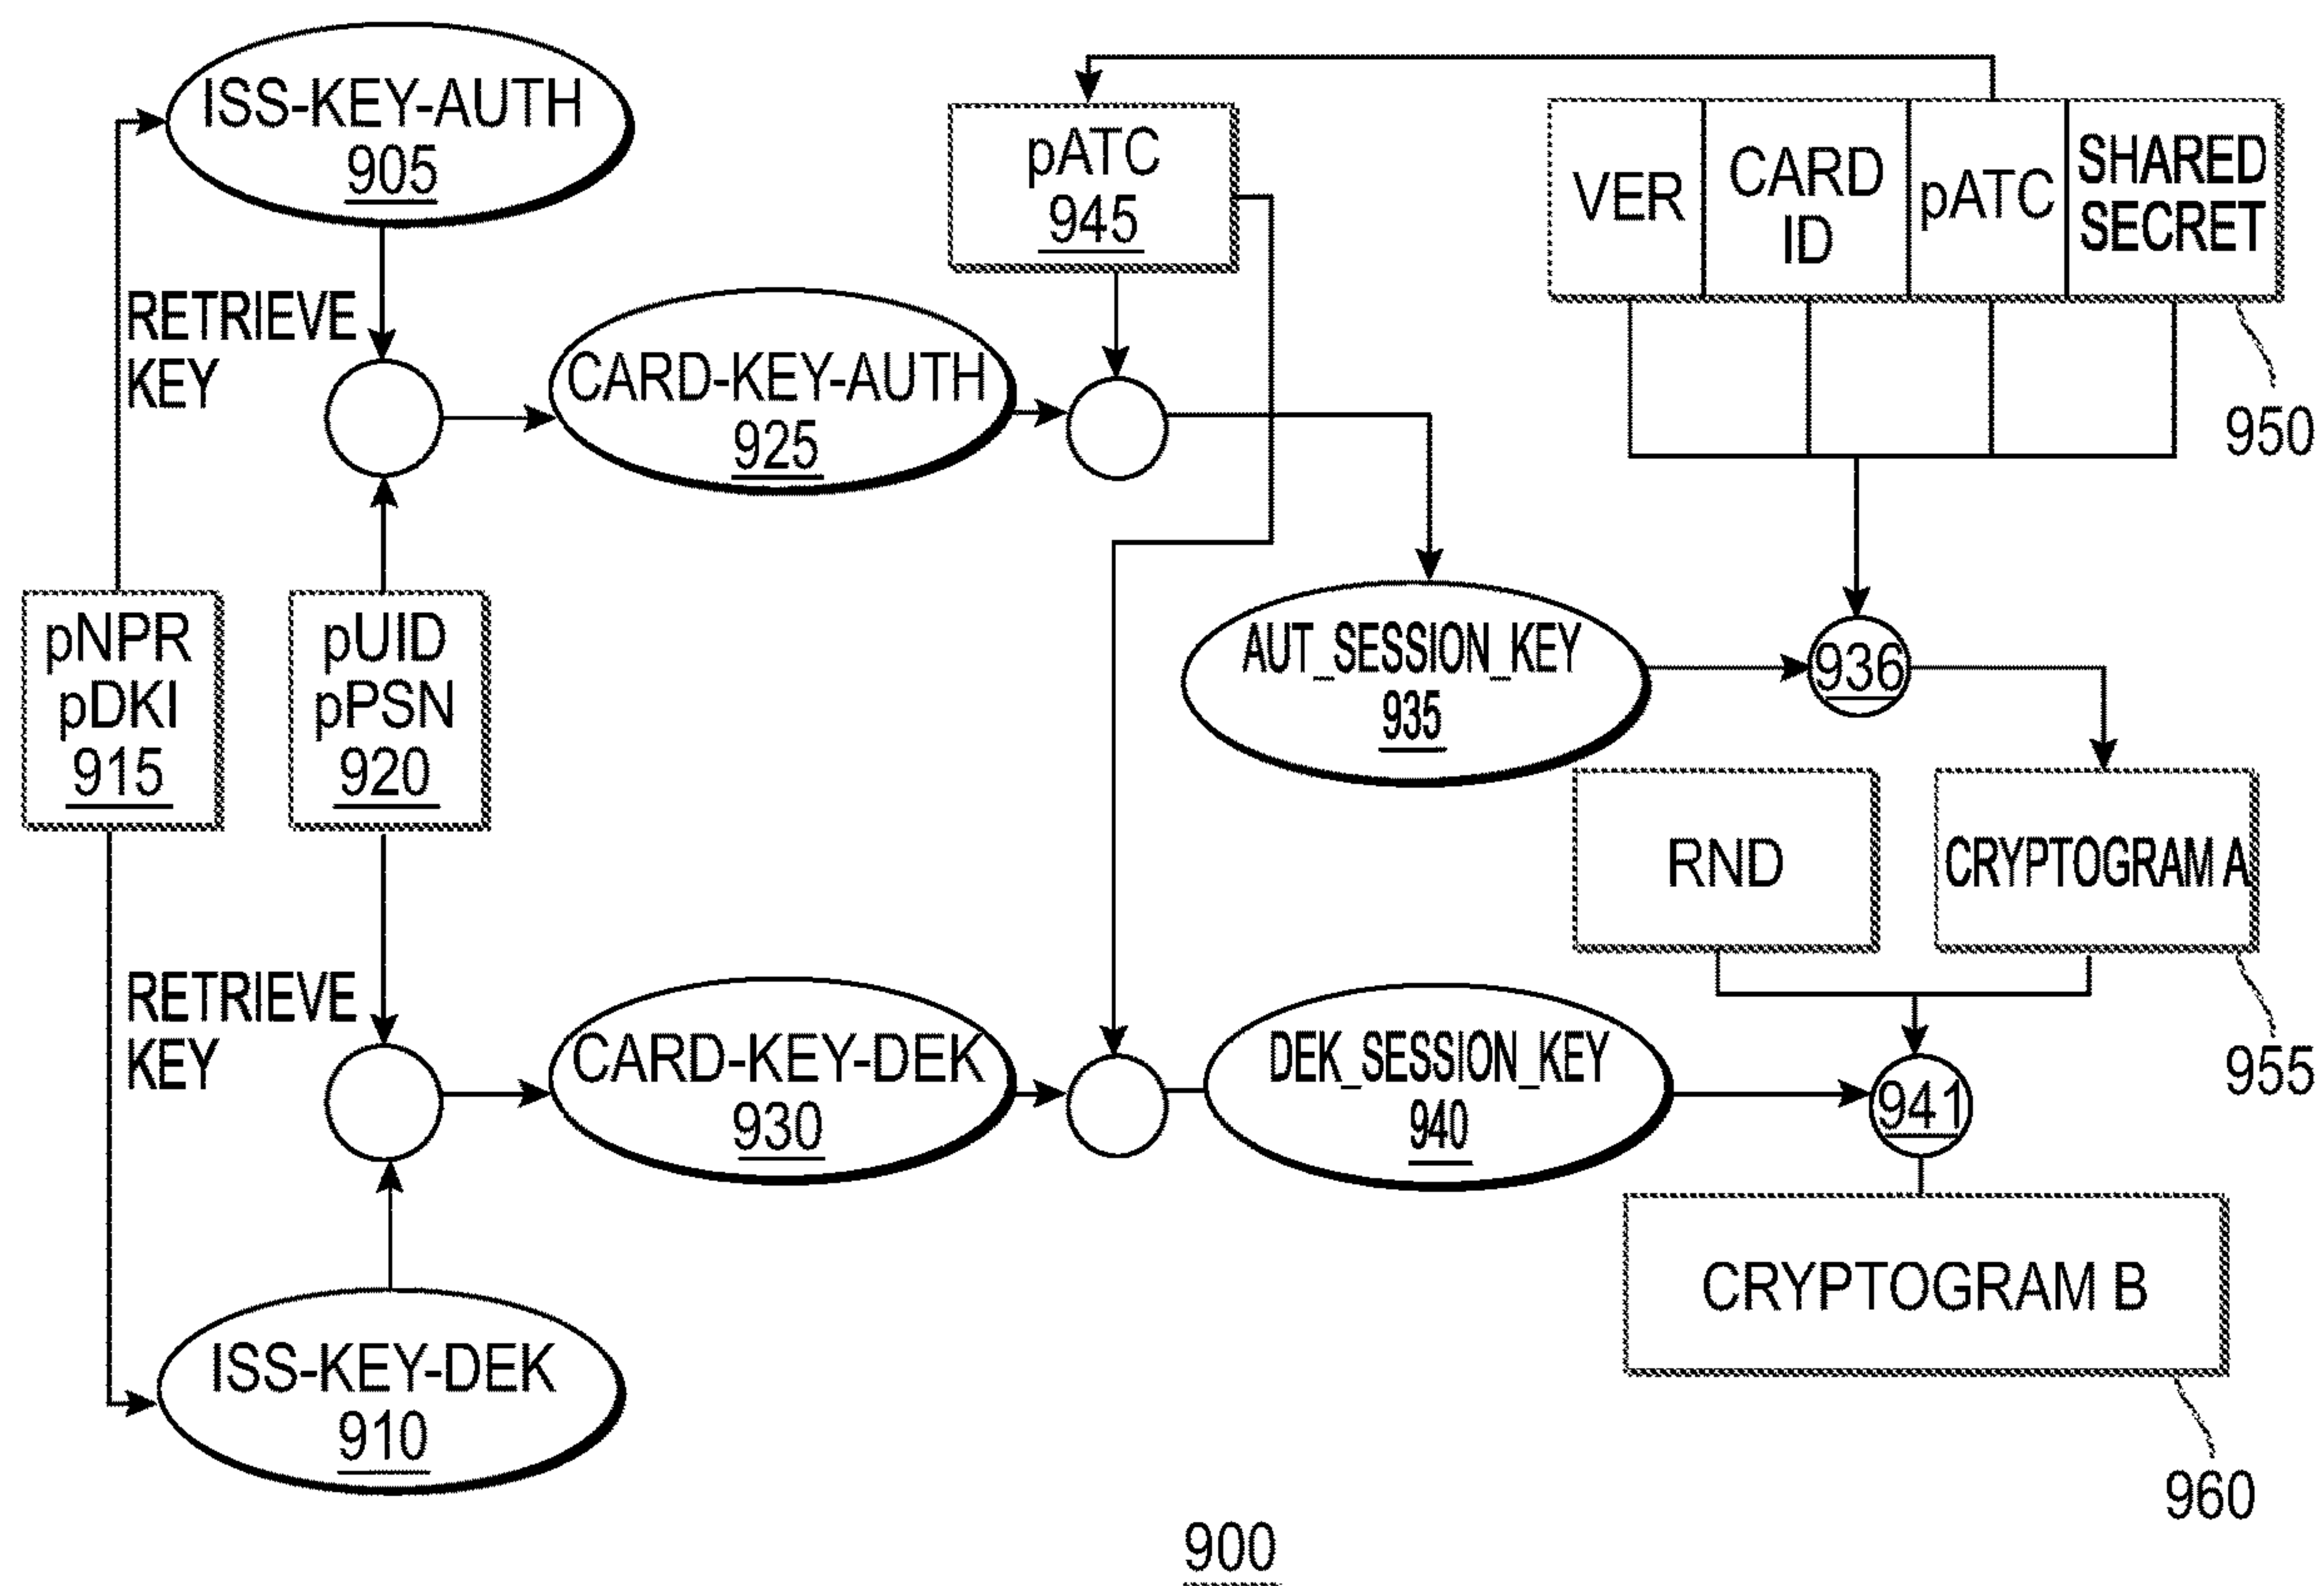 ISS-KEY-AUTH
905
RETRIEVE
KEY
pNPR
pDKI
915
pUID
pPSN
920
RETRIEVE
KEY
ISS-KEY-DEK
910
CARD-KEY-AUTH
925
CARD-KEY-DEK
930
pATC
945
AUT_SESSION_KEY
935
DEK_SESSION_KEY
940
VER
CARD
ID
pATC
SHARED
SECRET
950
936
RND
CRYPTOGRAM A
955
941
CRYPTOGRAM B
960
900